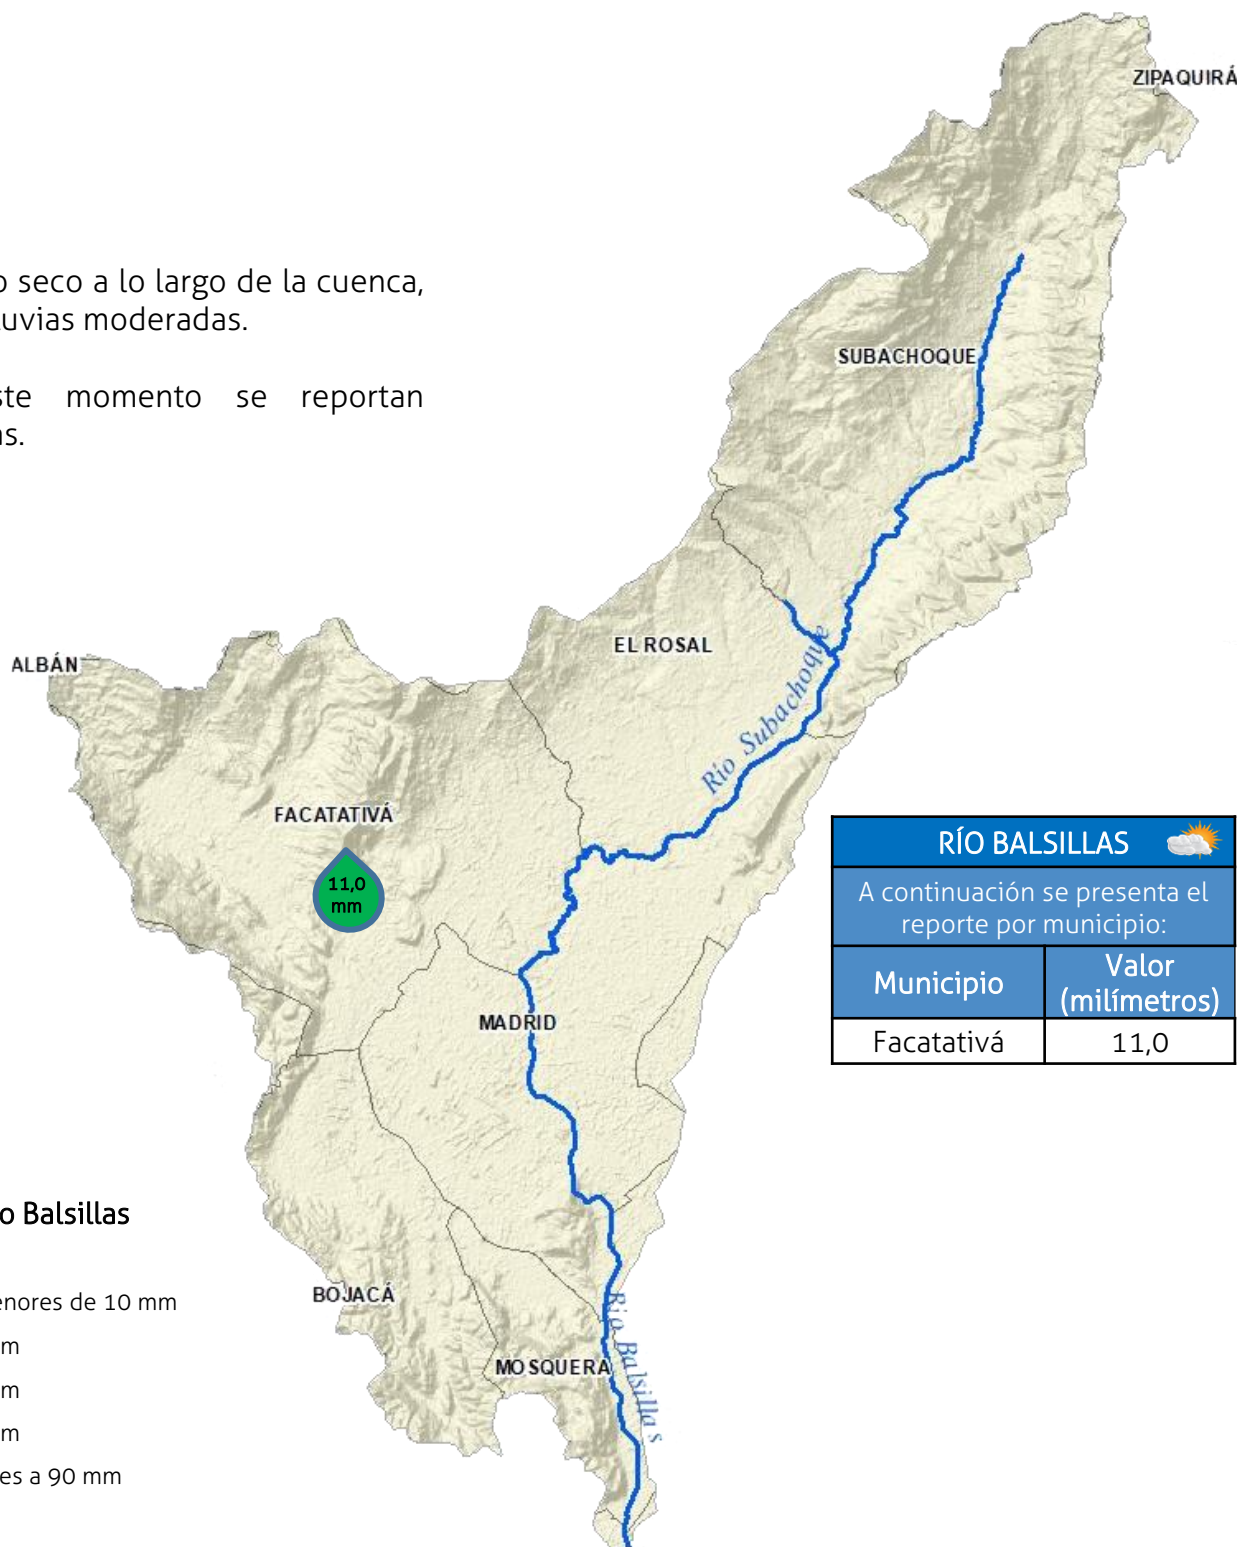 ZIPAQUIRÁ
o seco a lo largo de la cuenca,
uvias moderadas.
ste momento se reportan
as.
SUBACHOQUE
EL ROSAL
ALBÁN
Río Subachoque
FACATATIVÁ
11,0
mm
RÍO BALSILLAS
A continuación se presenta el
reporte por municipio:
Municipio
Valor
(milímetros)
Facatativá
11,0
MADRID
o Balsillas
BOJACÁ
enores de 10 mm
m
MOSQUERA
Río Balsillas
m
m
es a 90 mm